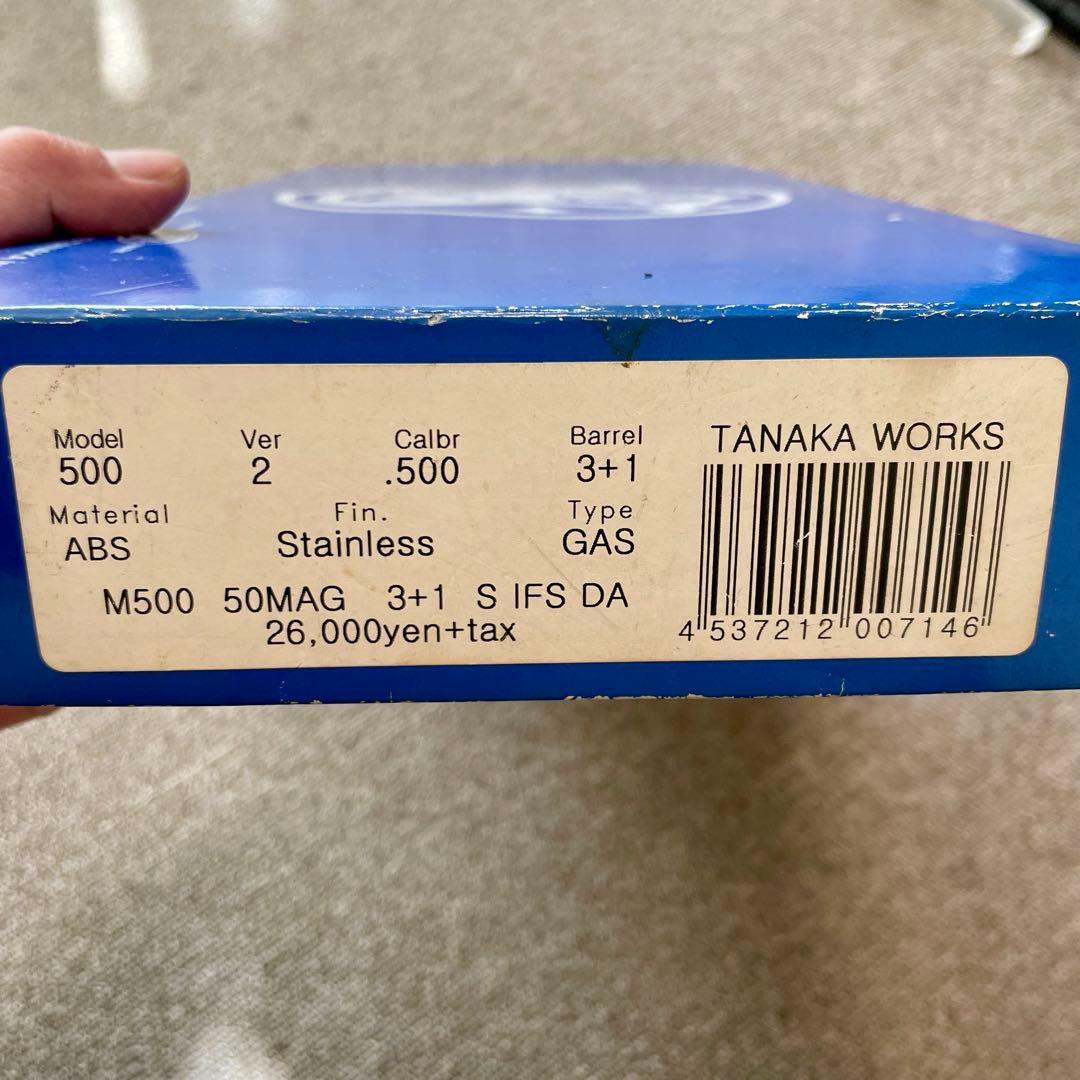 Model Ver Calbr Barrel
500 2 .500 3+1
Material Fin. Type
ABS Stainless GAS
M500 50MAG 3+1 S IFS DA
26,000yen+tax
TANAKA WORKS
4 537212 007146